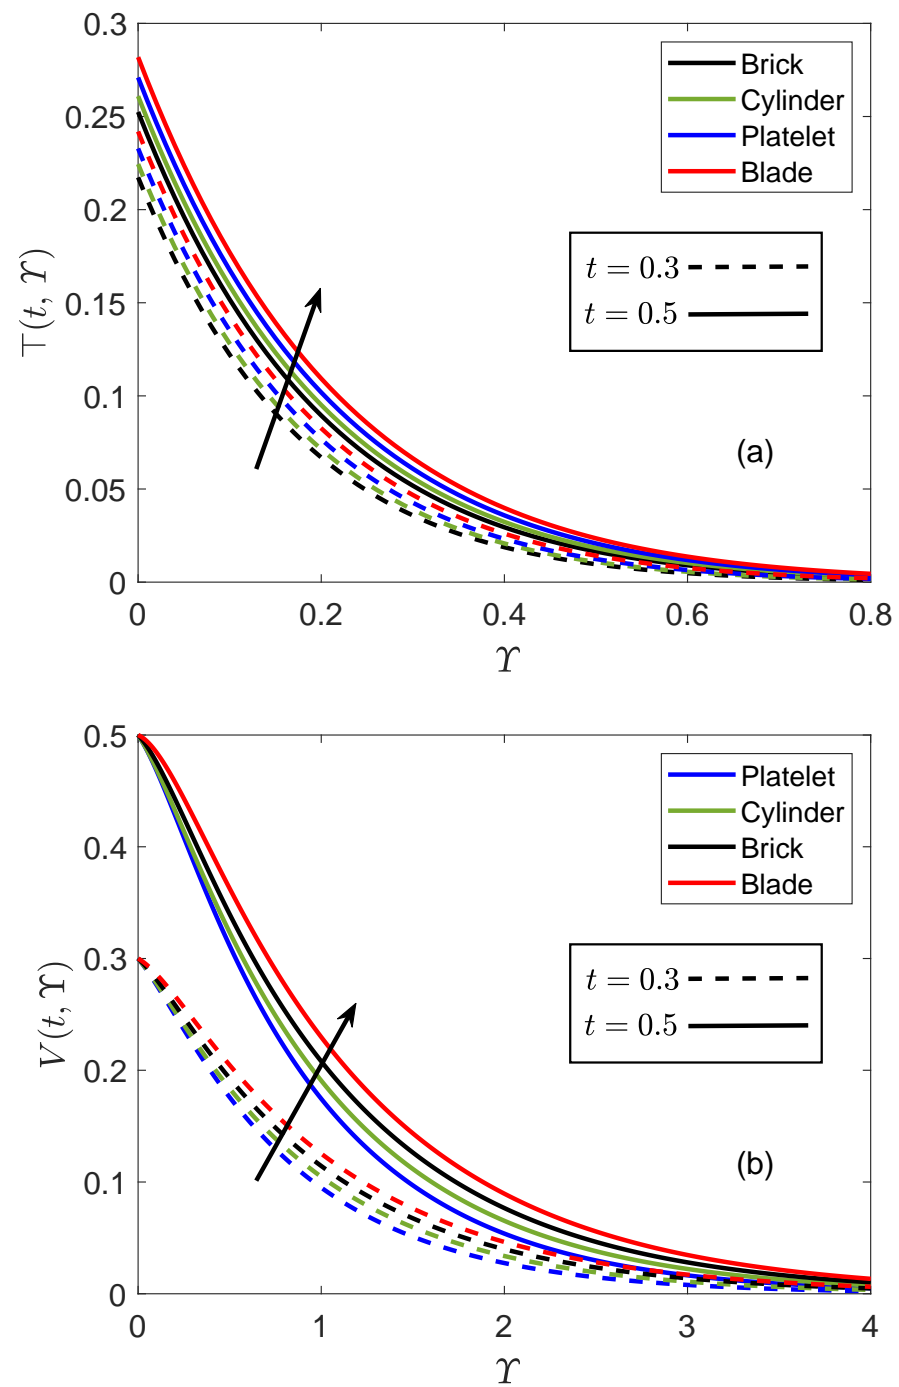 0.3
0.25
0.2
0.15
0.1
0.05
0
⊤(t, ϒ)
Brick
Cylinder
Platelet
Blade
t = 0.3
t = 0.5
(a)
0 0.2 0.4 0.6 0.8
ϒ
0.5
0.4
0.3
0.2
0.1
0
V(t, ϒ)
Platelet
Cylinder
Brick
Blade
t = 0.3
t = 0.5
(b)
0 1 2 3 4
ϒ